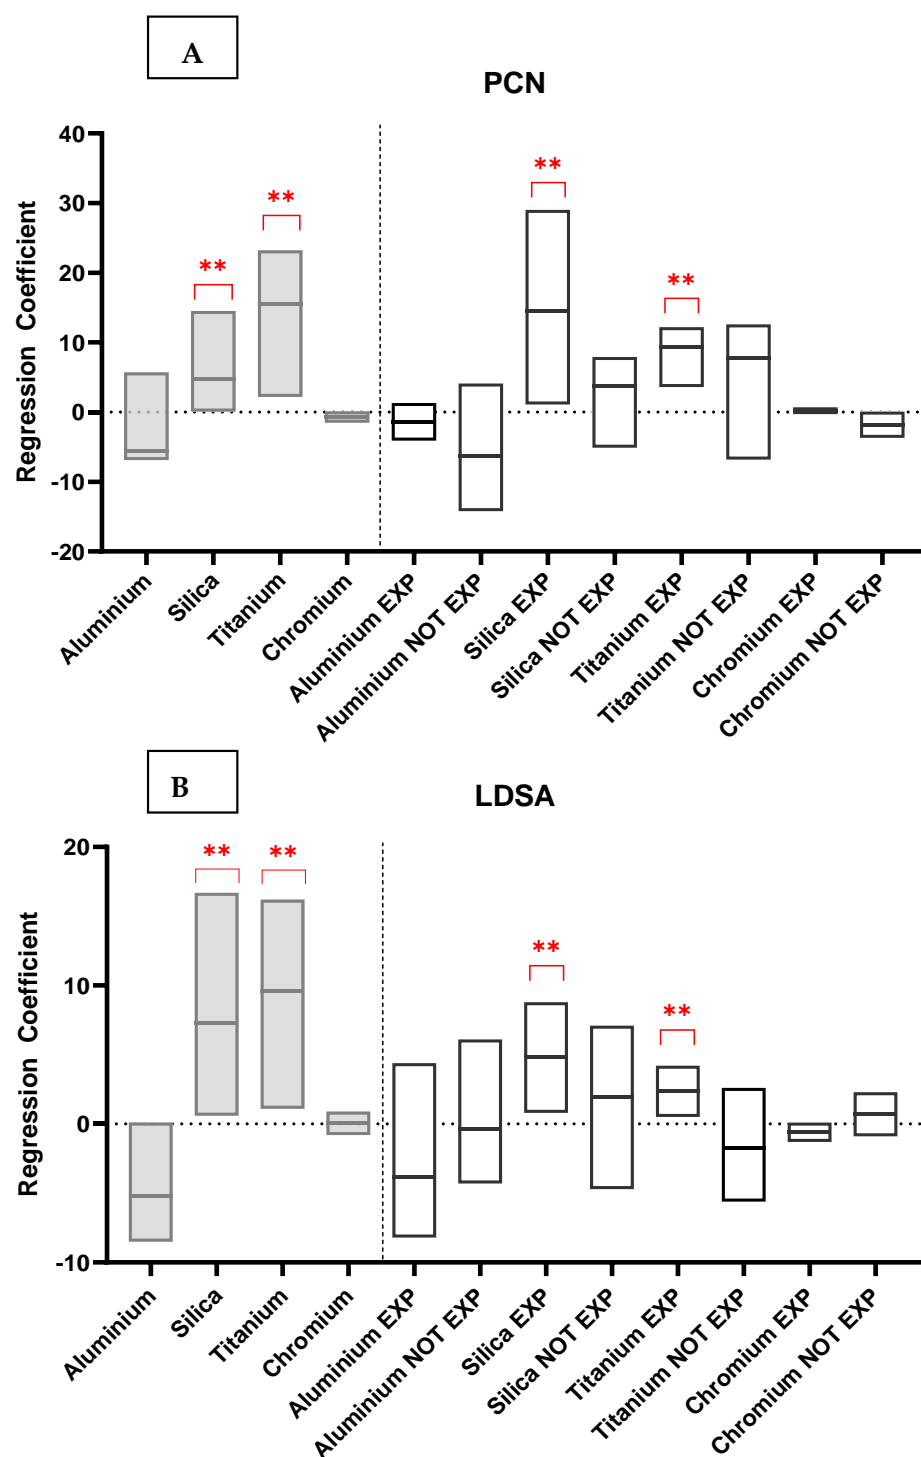 A
PCN
Regression Coefficient
40
30
20
10
0
-10
-20
**
**
**
**
Aluminium
Silica
Titanium
Chromium
Aluminium EXP
Aluminium NOT EXP
Silica EXP
Silica NOT EXP
Titanium EXP
Titanium NOT EXP
Chromium EXP
Chromium NOT EXP
B
LDSA
Regression Coefficient
20
10
0
-10
**
**
**
**
Aluminium
Silica
Titanium
Chromium
Aluminium EXP
Aluminium NOT EXP
Silica EXP
Silica NOT EXP
Titanium EXP
Titanium NOT EXP
Chromium EXP
Chromium NOT EXP